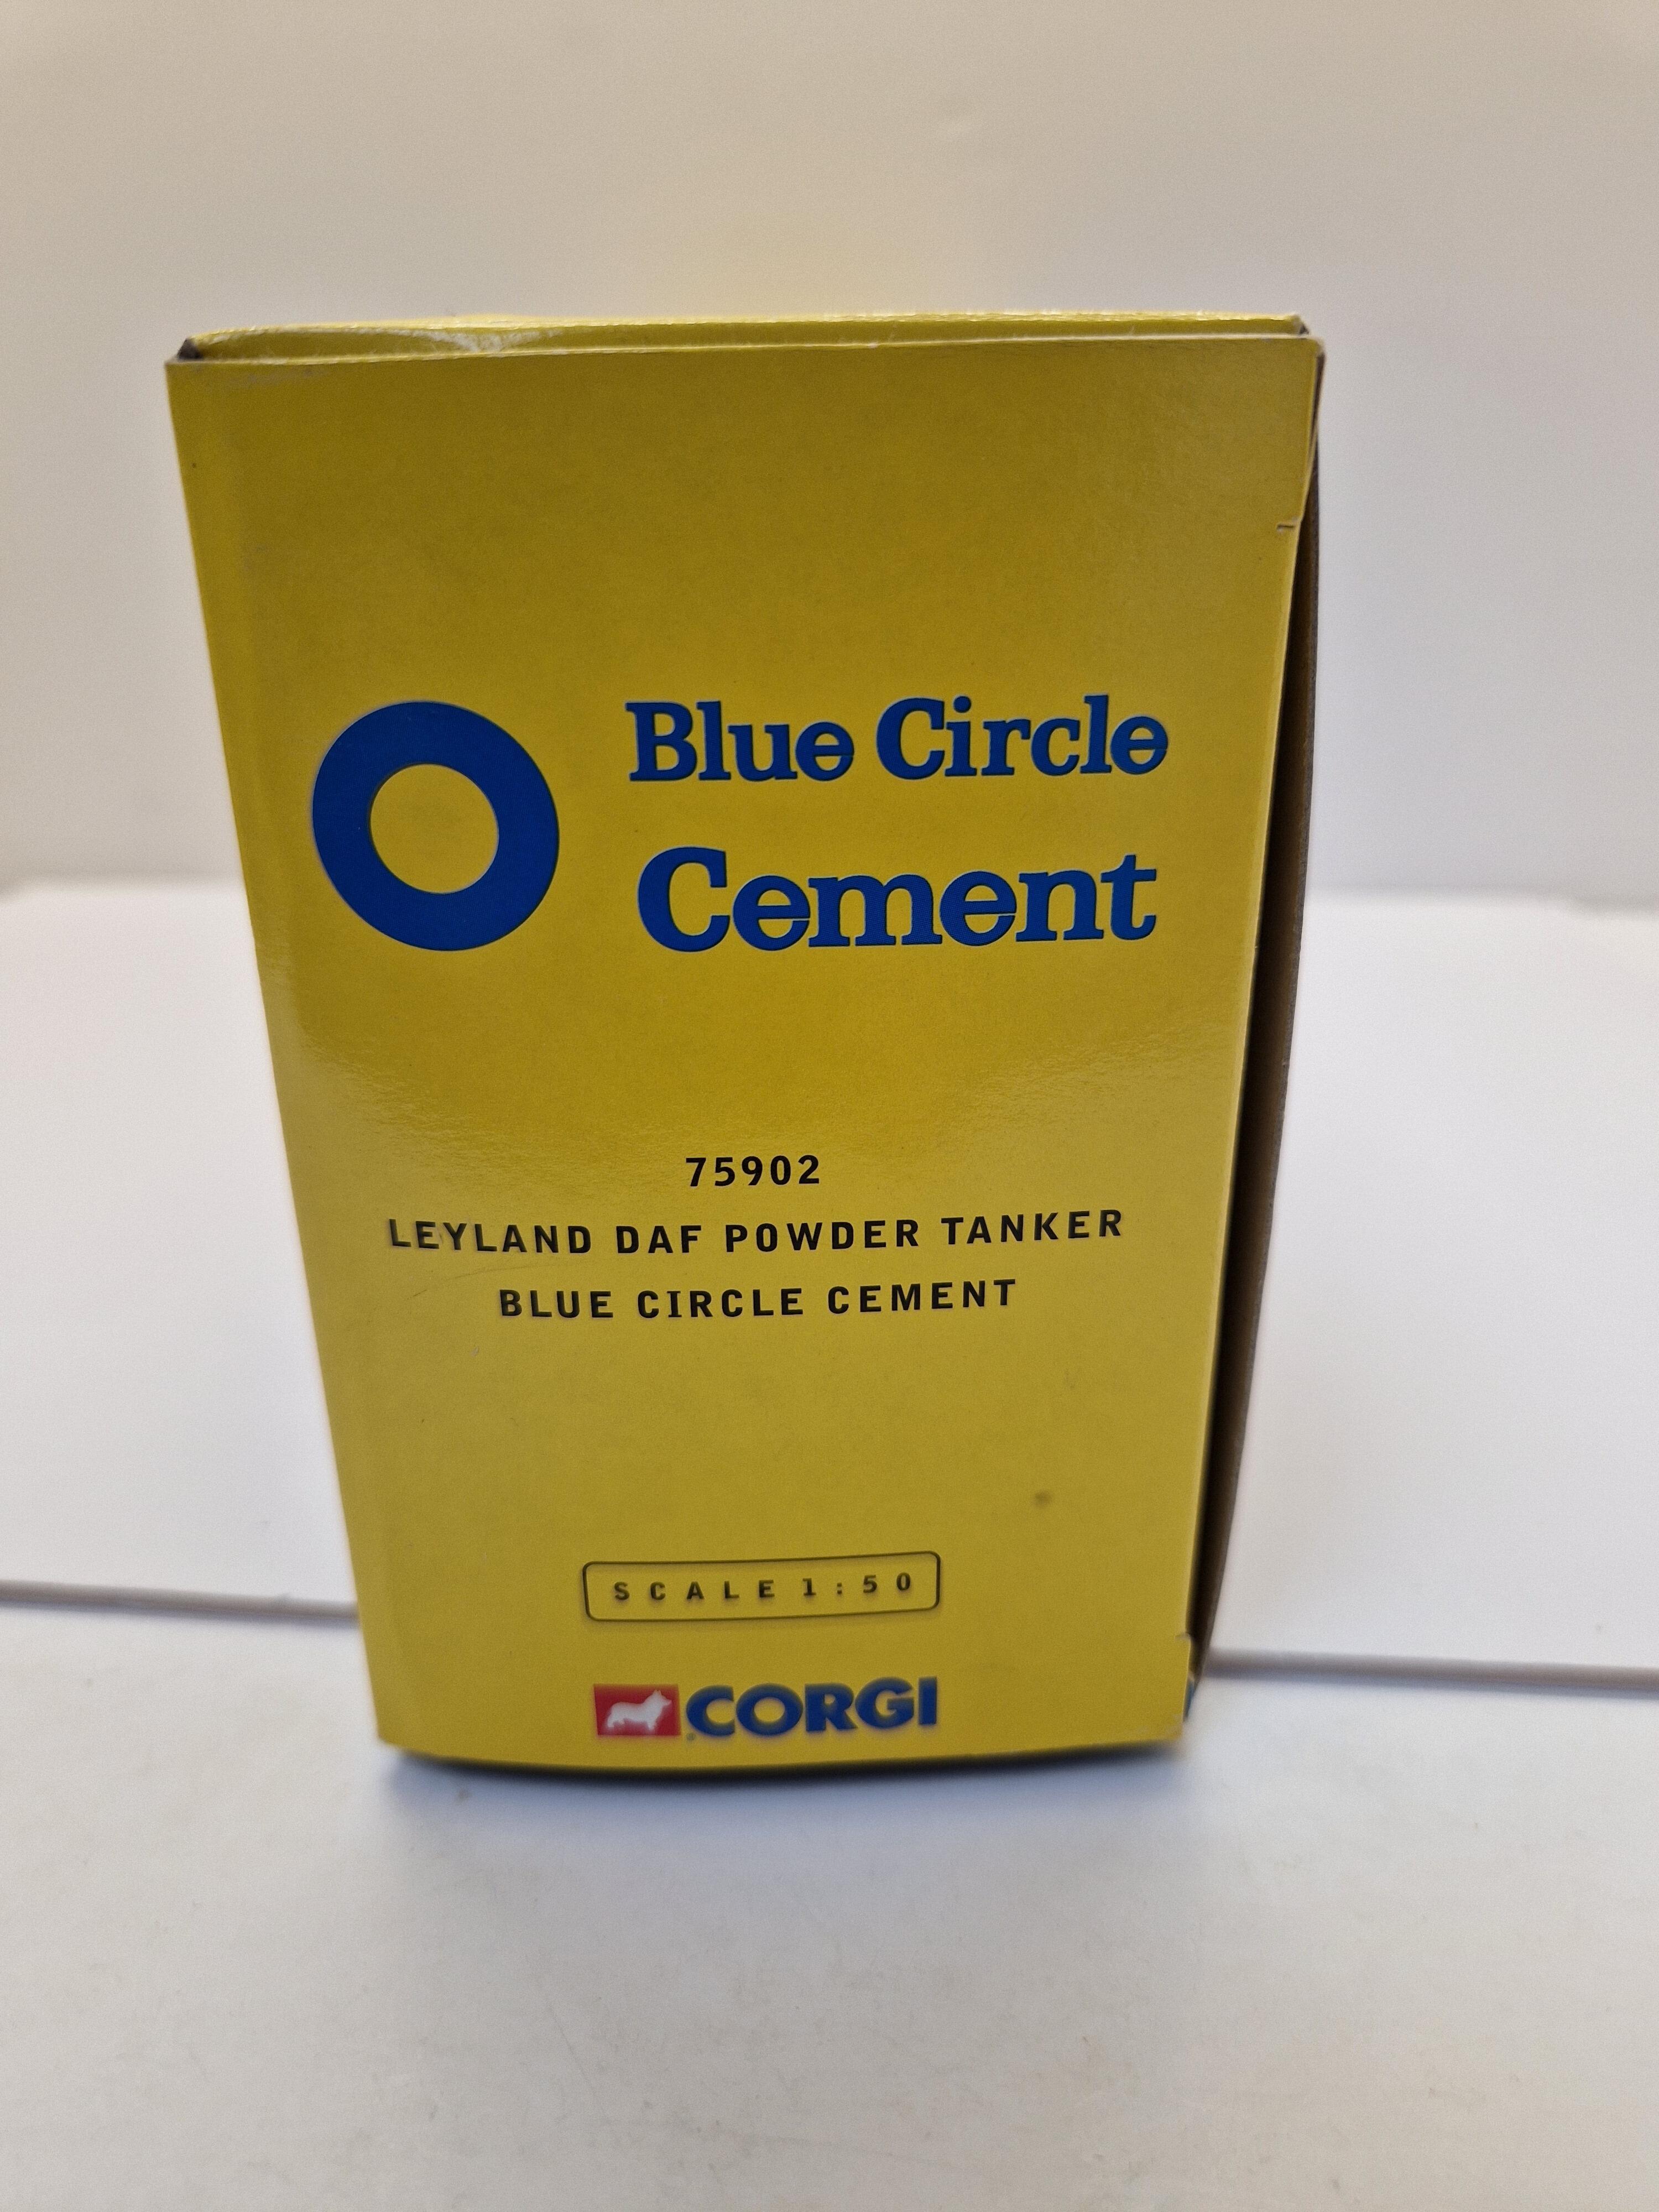 Blue Circle
Cement
75902
LEYLAND DAF POWDER TANKER
BLUE CIRCLE CEMENT
SCALE 1:50
CORGI